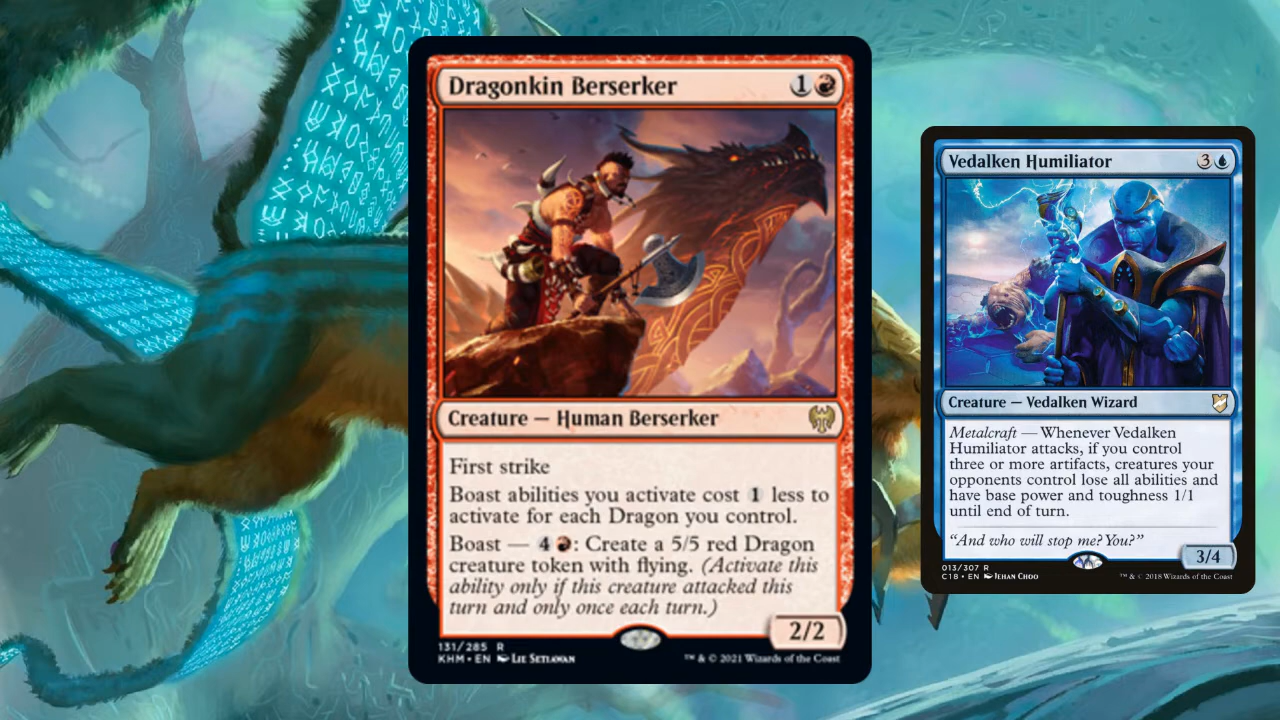 Dragonkin Berserker 1
Creature — Human Berserker
First strike
Boast abilities you activate cost 1 less to
activate for each Dragon you control.
Boast — 4 : Create a 5/5 red Dragon
creature token with flying. (Activate this
ability only if this creature attacked this
turn and only once each turn.)
2/2
131/285 R
KHM • EN Lie Setiawan
™ & © 2021 Wizards of the Coast
Vedalken Humiliator 3
Creature — Vedalken Wizard
Metalcraft — Whenever Vedalken
Humiliator attacks, if you control
three or more artifacts, creatures your
opponents control lose all abilities and
have base power and toughness 1/1
until end of turn.
“And who will stop me? You?”
3/4
013/307 R
C18 • EN Jehan Choo
™ & © 2018 Wizards of the Coast